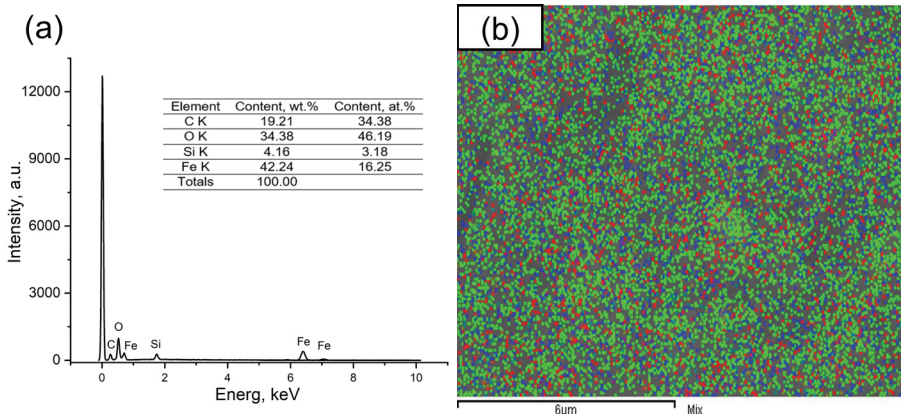 (a)
12000
9000
6000
3000
0
Intensity, a.u.
Element Content, wt.% Content, at.%
C K 19.21 34.38
O K 34.38 46.19
Si K 4.16 3.18
Fe K 42.24 16.25
Totals 100.00
O
C Fe Si Fe Fe
0 2 4 6 8 10
Energ, keV
(b)
6µm Mix